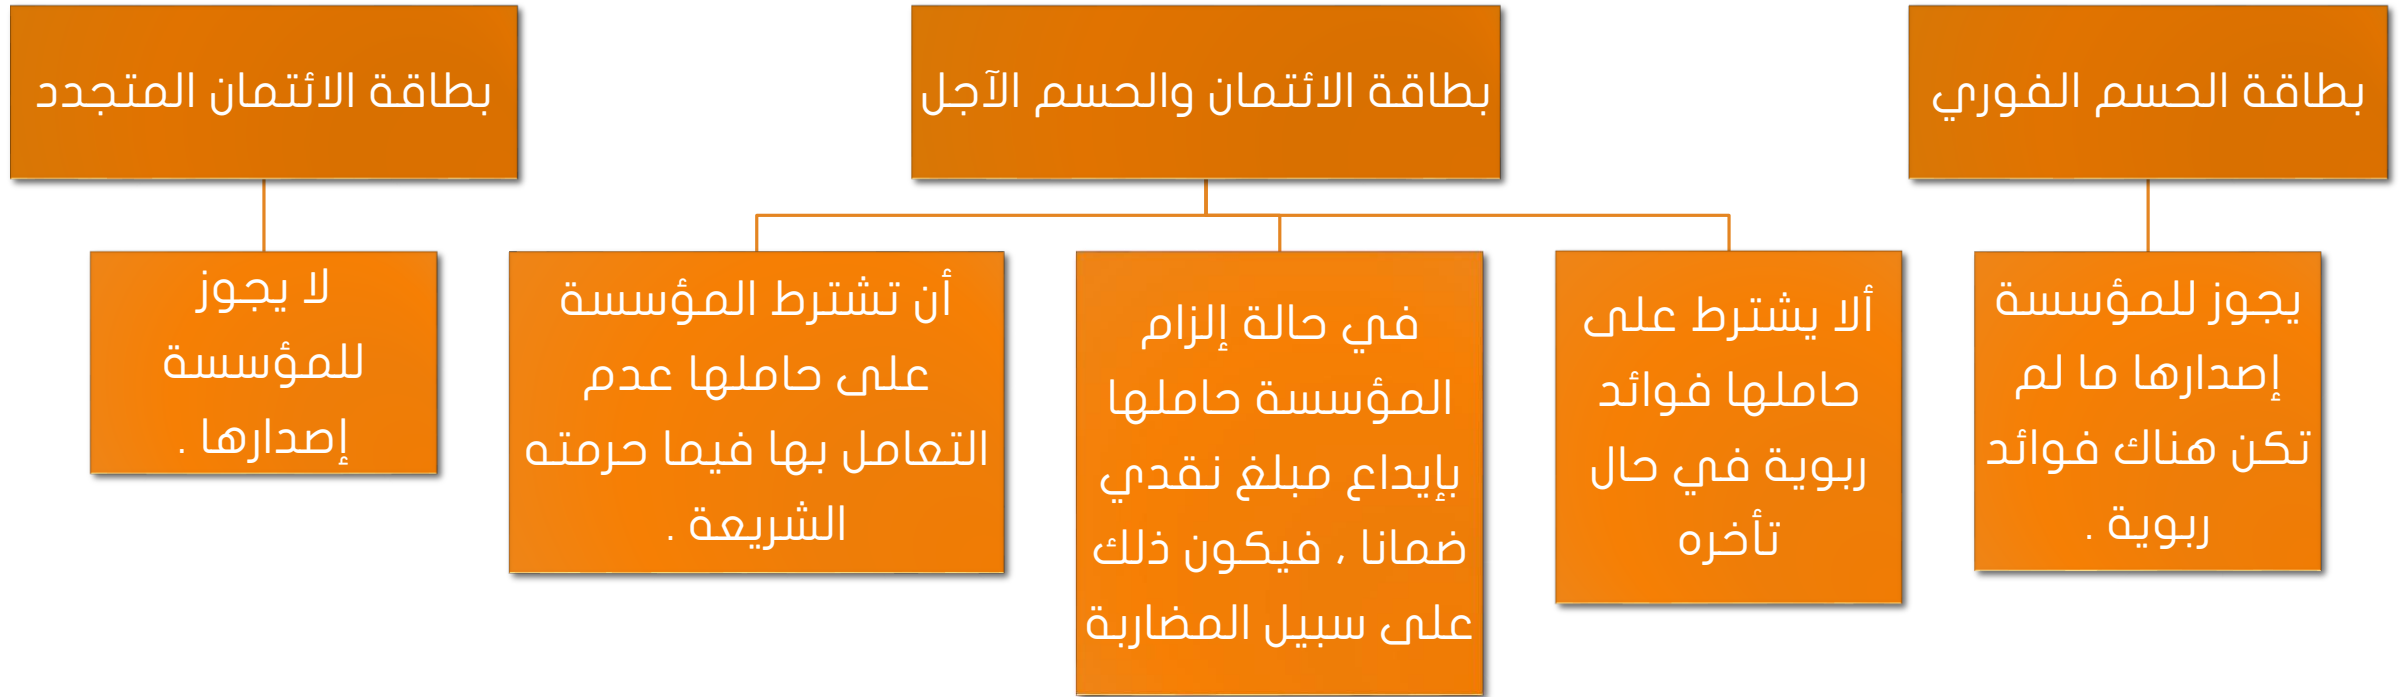 بطاقة الحسم الفوري
بطاقة الائتمان والحسم الآجل
بطاقة الائتمان المتجدد
يجوز للمؤسسة
إصدارها ما لم
تكن هناك فوائد
ربوية .
ألا يشترط على
حاملها فوائد
ربوية في حال
تأخره
في حالة إلزام
المؤسسة حاملها
بإيداع مبلغ نقدي
ضمانا ، فيكون ذلك
على سبيل المضاربة
أن تشترط المؤسسة
على حاملها عدم
التعامل بها فيما حرمته
الشريعة .
لا يجوز
للمؤسسة
إصدارها .